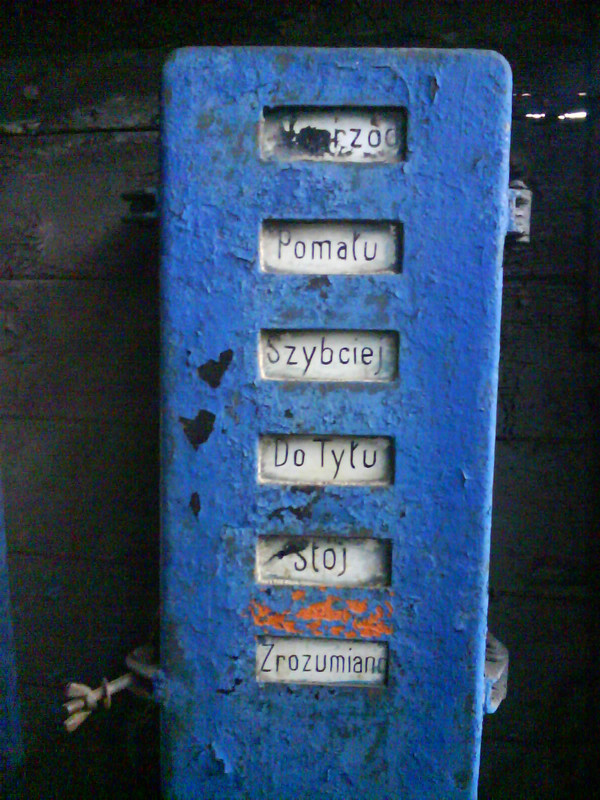 Pomału
Szybciej
Do Tyłu
Stój
Zrozumiano